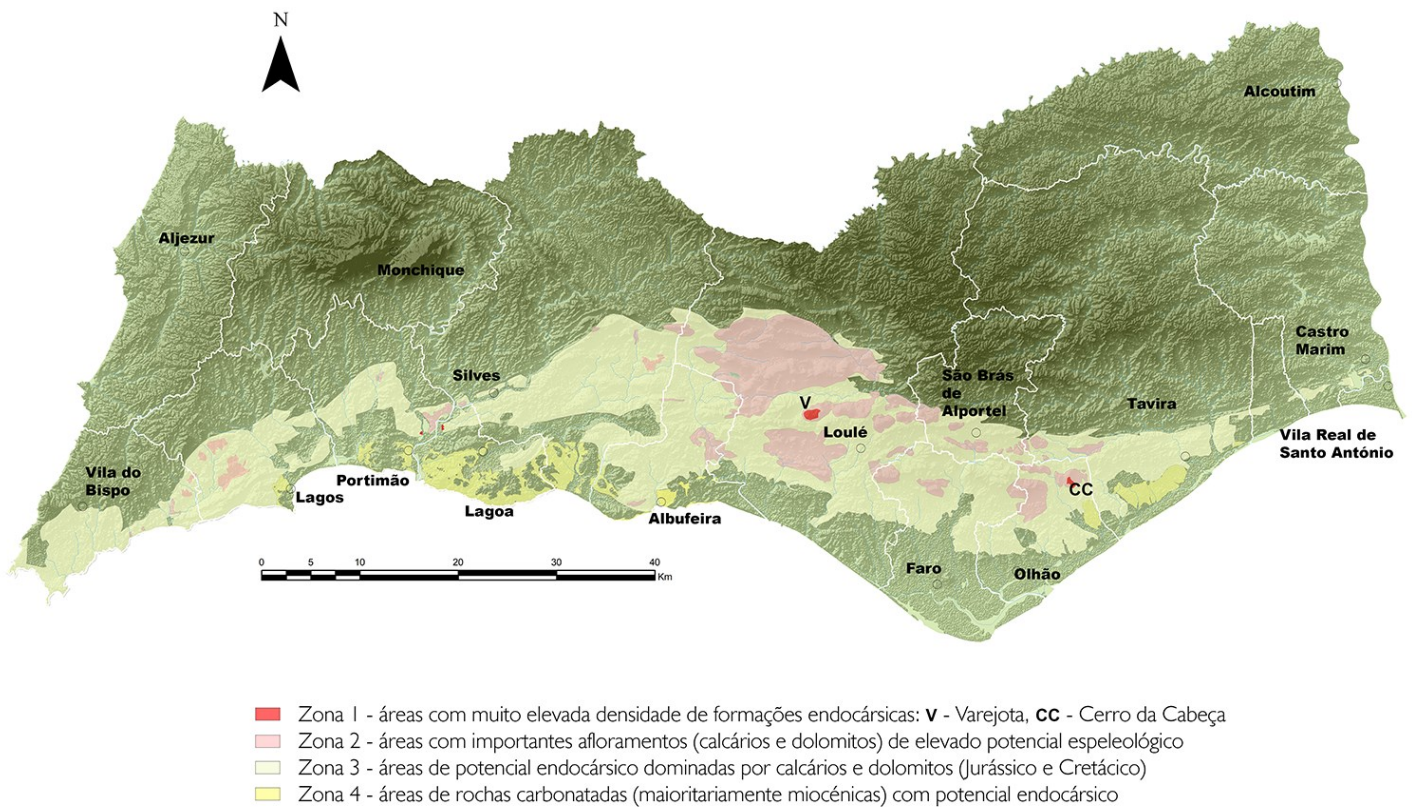 N
Alcoutim
Aljezur
Monchique
Castro
Marim
Silves
São Brás
de
Alportel
V
Tavira
Loulé
Vila Real de
Santo António
Vila do
Bispo
Portimão
Lagos
CC
Lagoa
Albufeira
Faro
Olhão
0 5 10 20 30 40
Km
Zona 1 - áreas com muito elevada densidade de formações endocársicas: V - Varejota, CC - Cerro da Cabeça
Zona 2 - áreas com importantes afloramentos (calcários e dolomitos) de elevado potencial espeleológico
Zona 3 - áreas de potencial endocársico dominadas por calcários e dolomitos (Jurássico e Cretácico)
Zona 4 - áreas de rochas carbonatadas (maioritariamente miocénicas) com potencial endocársico